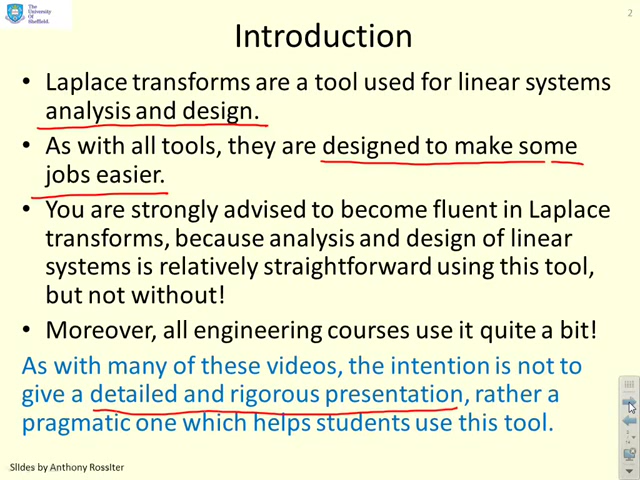 The
University
Of
Sheffield.
2
Introduction
• Laplace transforms are a tool used for linear systems
analysis and design.
• As with all tools, they are designed to make some
jobs easier.
• You are strongly advised to become fluent in Laplace
transforms, because analysis and design of linear
systems is relatively straightforward using this tool,
but not without!
• Moreover, all engineering courses use it quite a bit!
As with many of these videos, the intention is not to
give a detailed and rigorous presentation, rather a
pragmatic one which helps students use this tool.
Slides by Anthony Rossiter